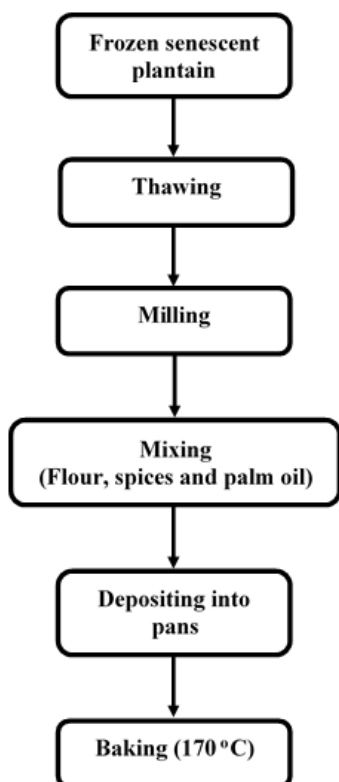 Frozen senescent
plantain
Thawing
Milling
Mixing
(Flour, spices and palm oil)
Depositing into
pans
Baking (170 °C)